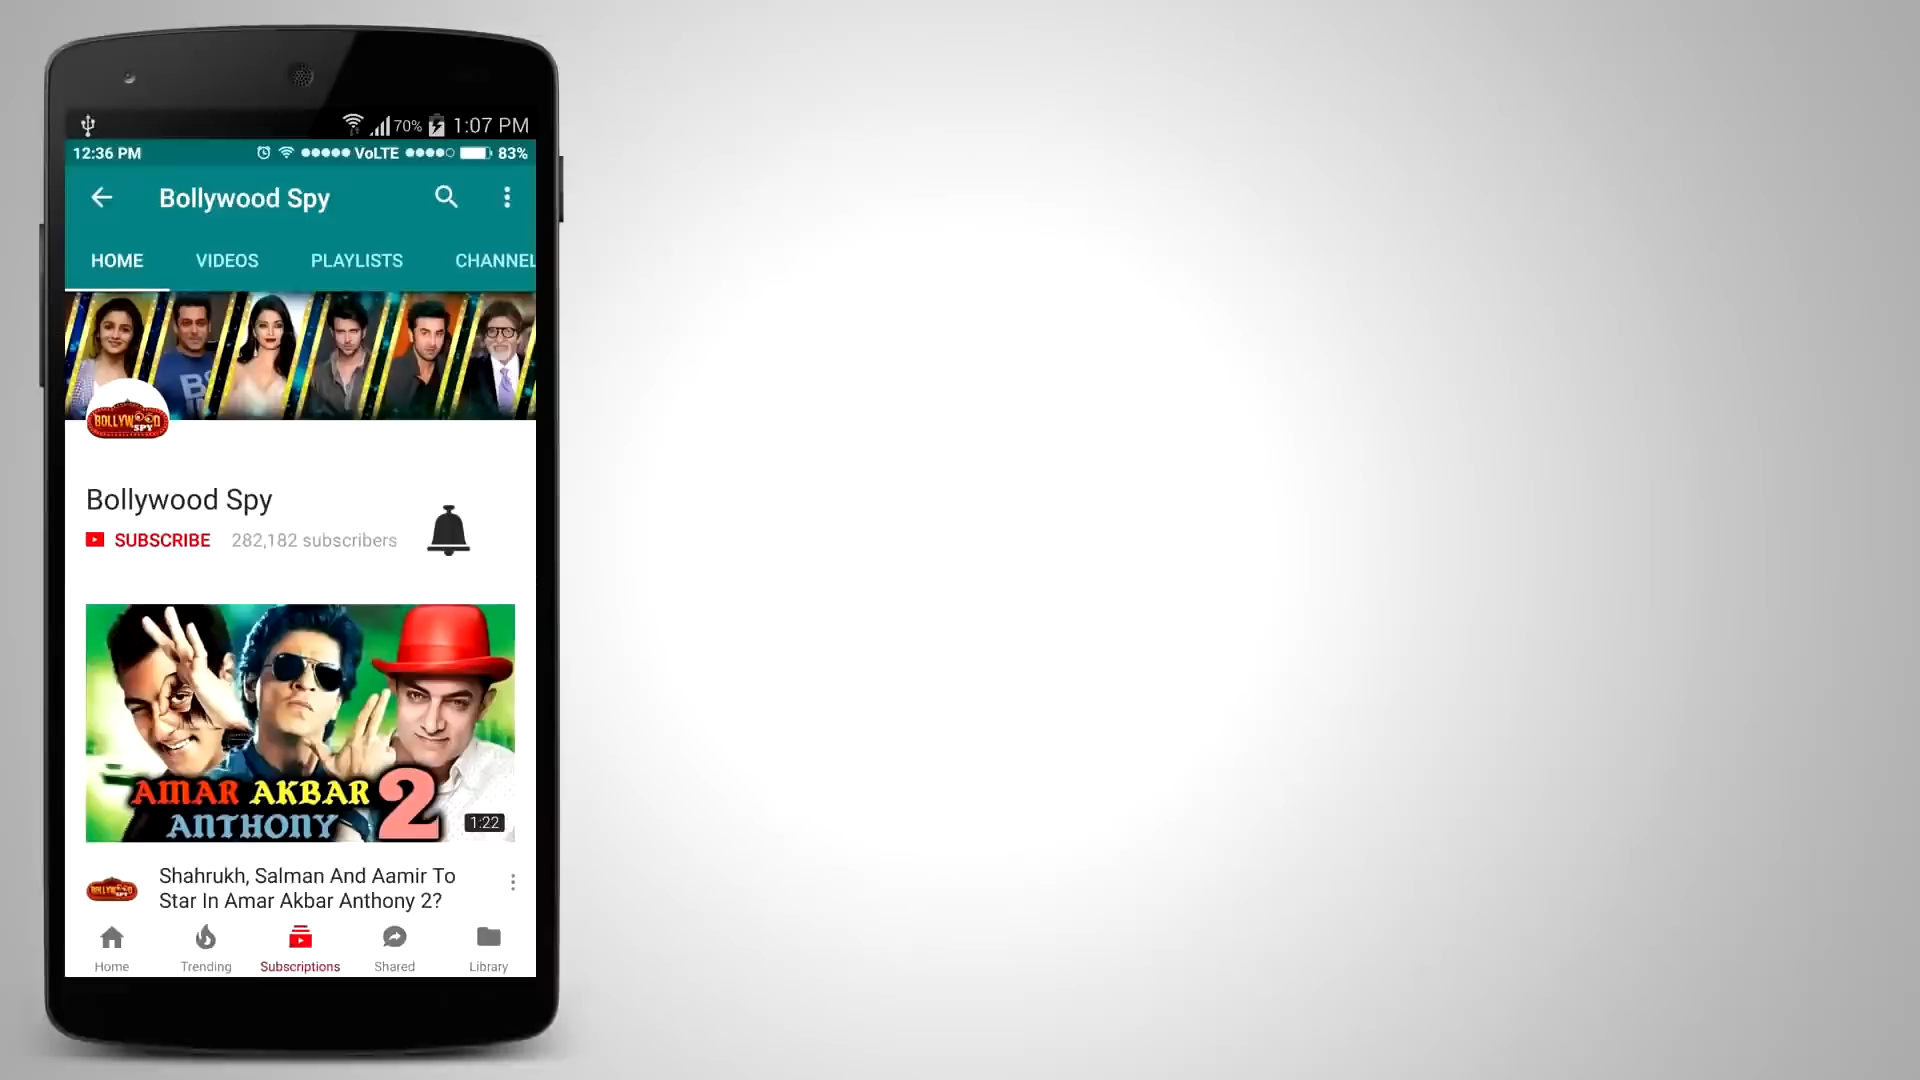 70% 1:07 PM
12:36 PM VoLTE 83%
Bollywood Spy
HOME VIDEOS PLAYLISTS CHANNEL
BOLLYWOOD
SPY
Bollywood Spy
SUBSCRIBE 282,182 subscribers
AMAR AKBAR
ANTHONY 2
1:22
Shahrukh, Salman And Aamir To
Star In Amar Akbar Anthony 2?
BOLLYWOOD
SPY
Home Trending Subscriptions Shared Library